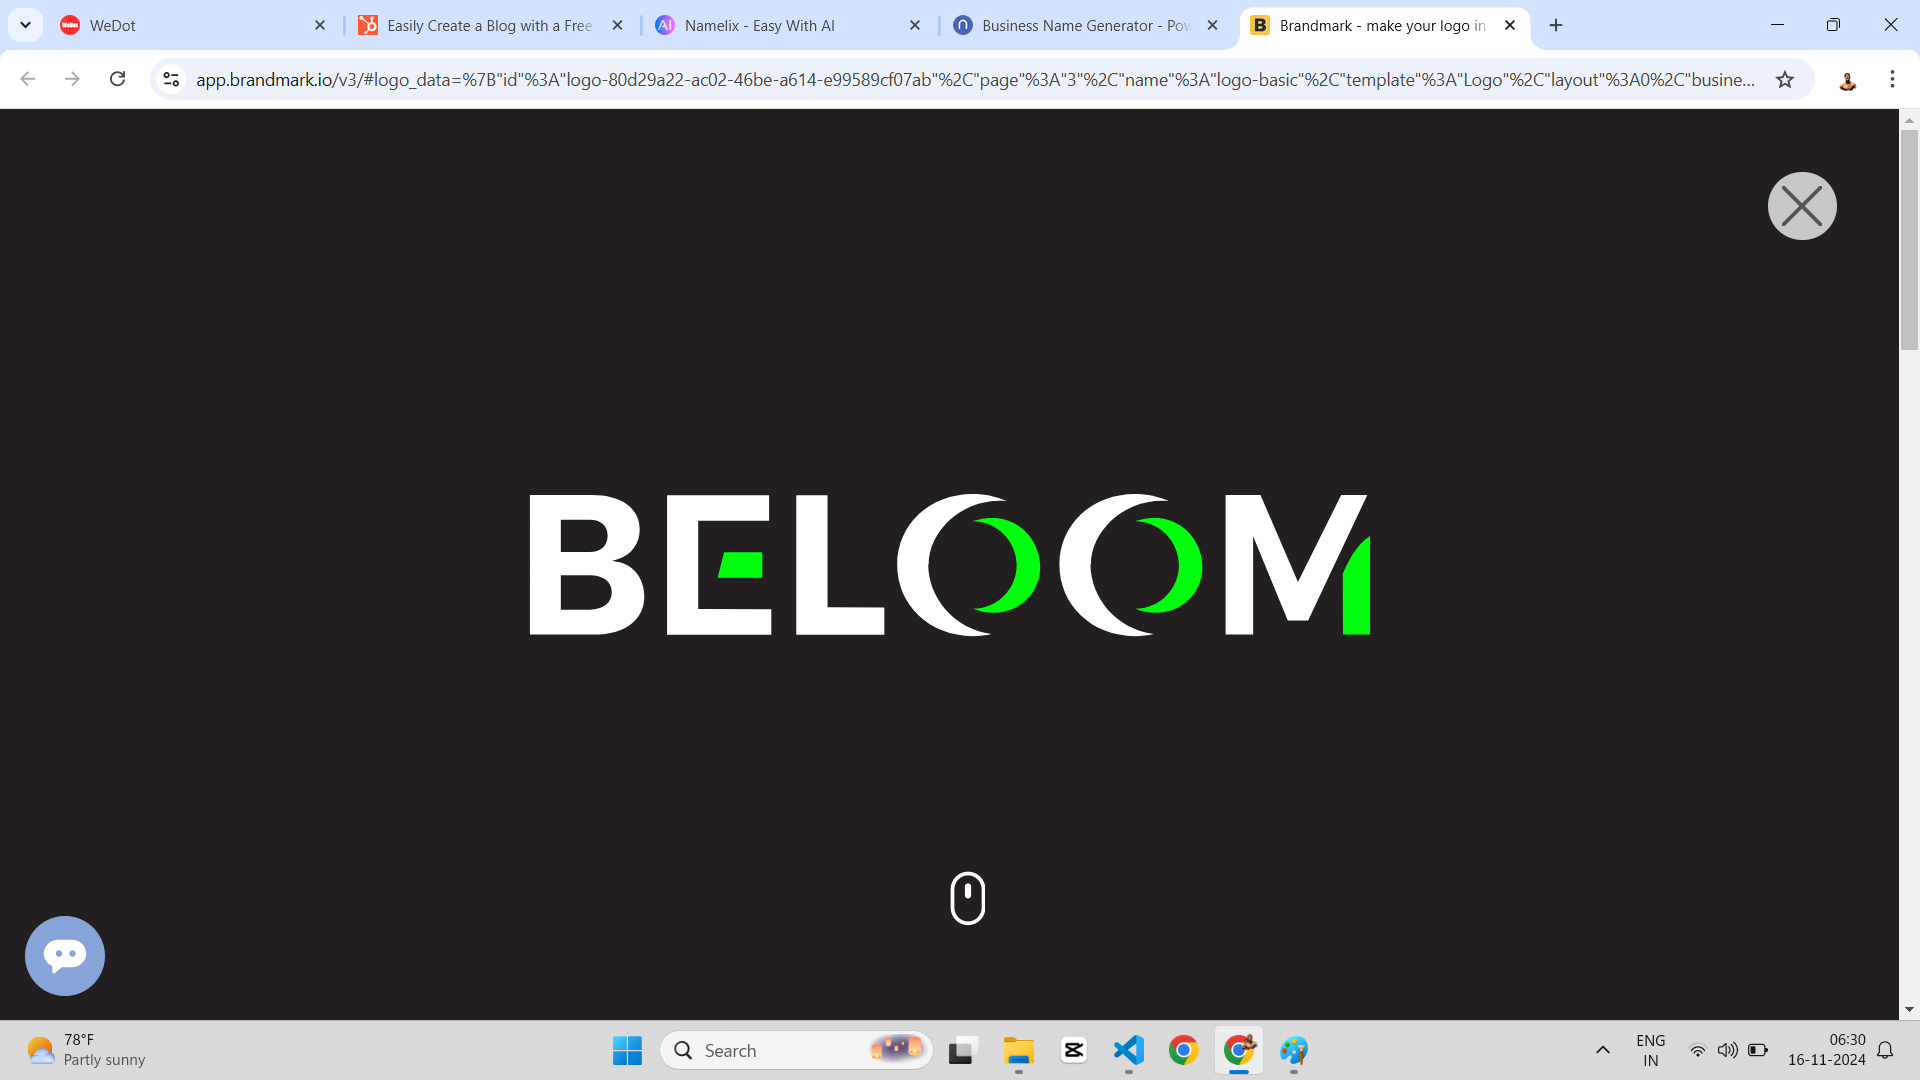 WeDot
Easily Create a Blog with a Free
Namelix - Easy With AI
Business Name Generator - Pow
Brandmark - make your logo in
app.brandmark.io/v3/#logo_data=%7B"id"%3A"logo-80d29a22-ac02-46be-a614-e99589cf07ab"%2C"page"%3A"3"%2C"name"%3A"logo-basic"%2C"template"%3A"Logo"%2C"layout"%3A0%2C"busine...
BELOOM
78°F
Partly sunny
Search
ENG
IN
06:30
16-11-2024